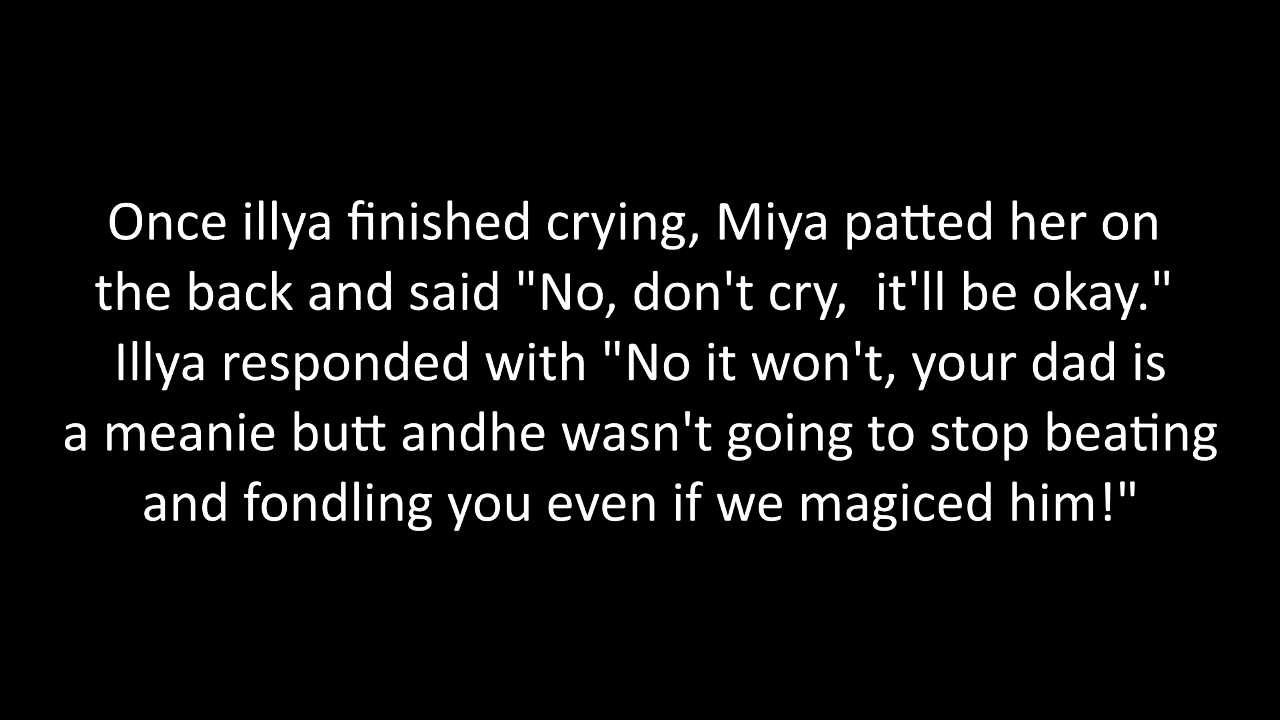 Once illya finished crying, Miya patted her on
the back and said "No, don't cry,  it'll be okay."
Illya responded with "No it won't, your dad is
a meanie butt andhe wasn't going to stop beating
and fondling you even if we magiced him!"